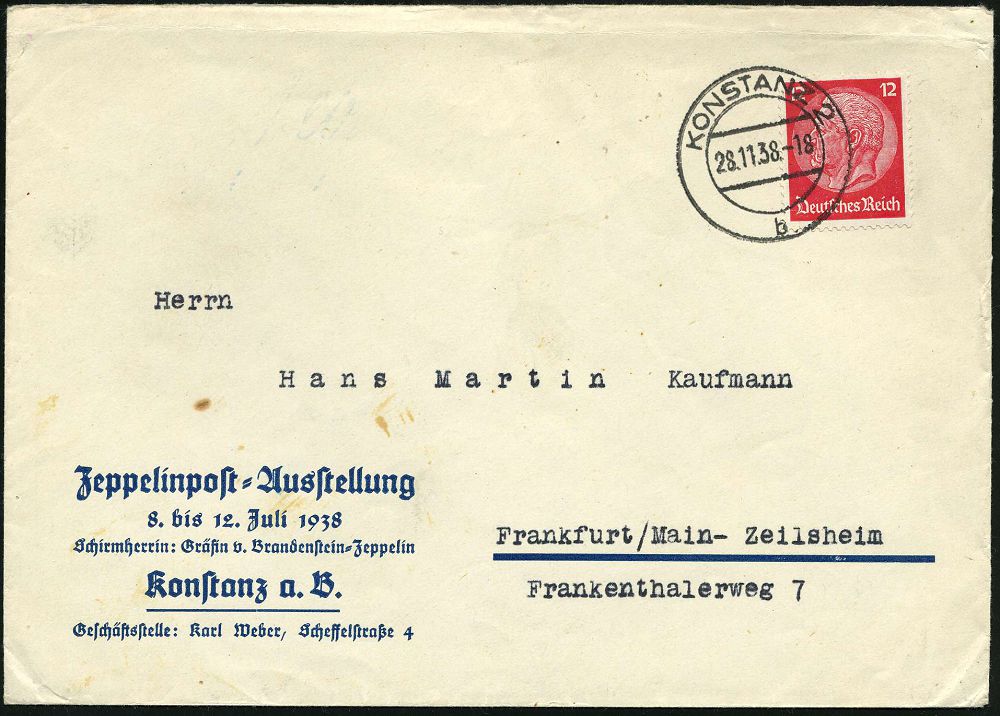 KONSTANZ 2
28.11.38.-18
b
12 12
Deutsches Reich
Herrn
Hans Martin Kaufmann
Zeppelinpost-Ausstellung
8. bis 12. Juli 1938
Schirmherrin: Gräfin v. Brandenstein-Zeppelin
Konstanz a. B.
Geschäftsstelle: Karl Weber, Scheffelstraße 4
Frankfurt/Main- Zeilsheim
Frankenthalerweg 7